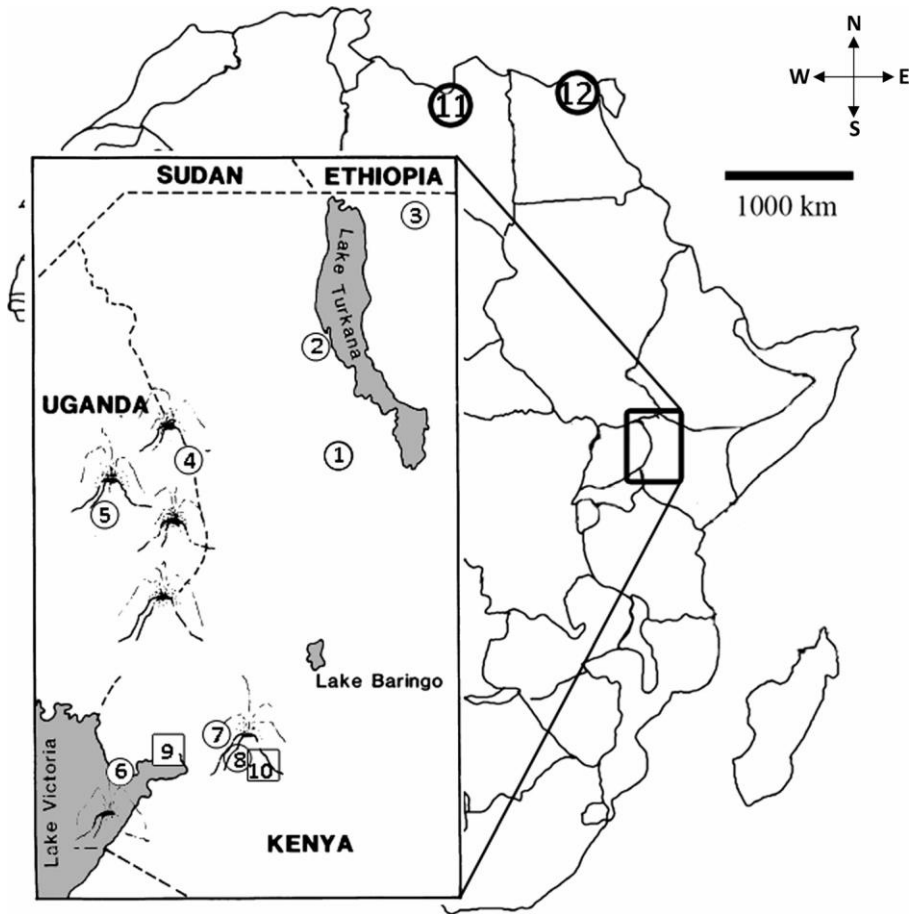 N
W E
S
11
12
1000 km
SUDAN
ETHIOPIA
3
Lake Turkana
2
UGANDA
4
1
5
Lake Baringo
7
9
8
10
6
Lake Victoria
KENYA